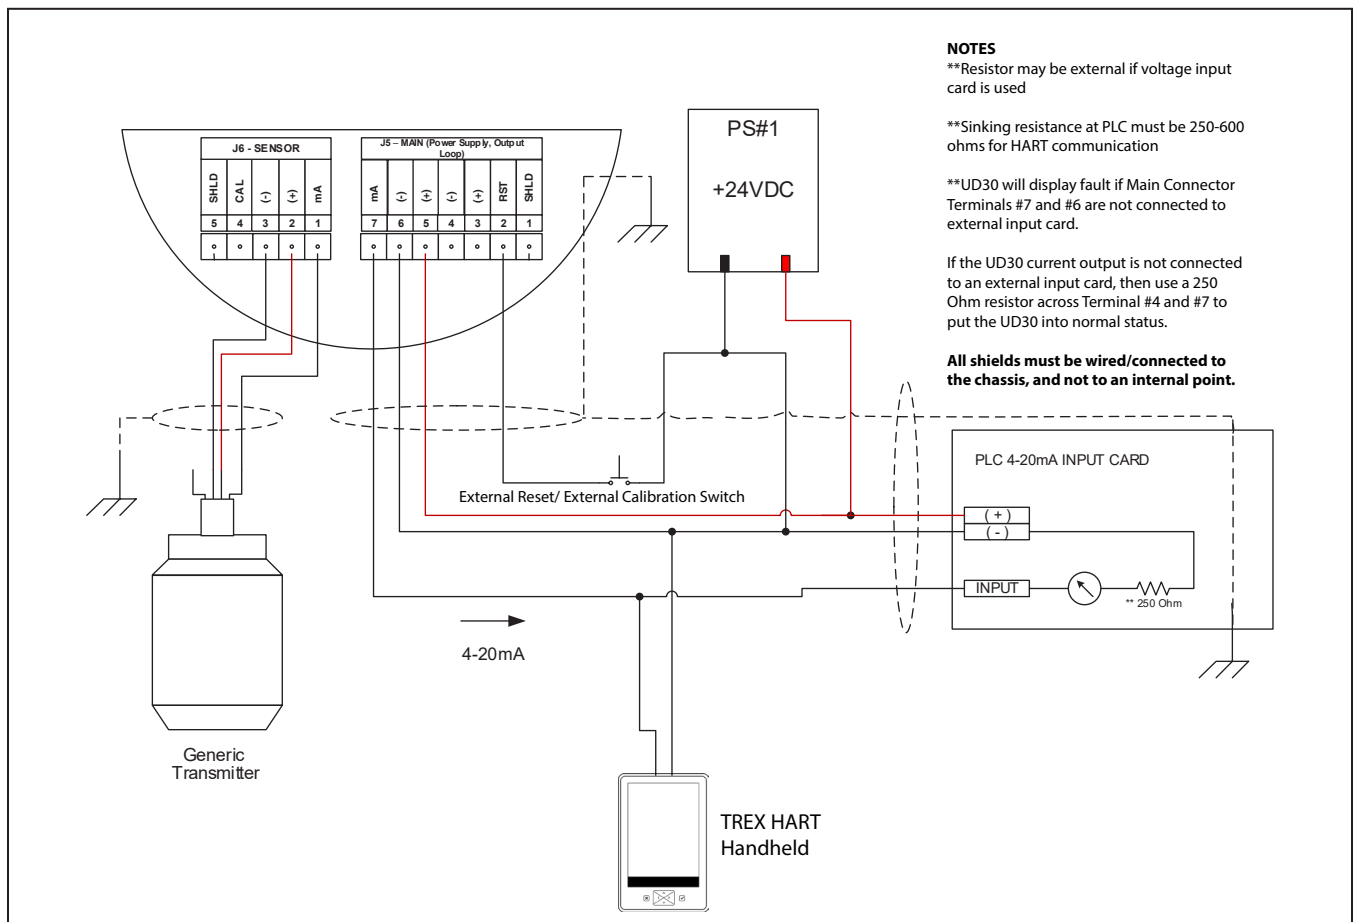 NOTES
**Resistor may be external if voltage input
card is used
**Sinking resistance at PLC must be 250-600
ohms for HART communication
**UD30 will display fault if Main Connector
Terminals #7 and #6 are not connected to
external input card.
If the UD30 current output is not connected
to an external input card, then use a 250
Ohm resistor across Terminal #4 and #7 to
put the UD30 into normal status.
All shields must be wired/connected to
the chassis, and not to an internal point.
J6 - SENSOR
SHLD CAL (-) (+) mA
5 4 3 2 1
J5 – MAIN (Power Supply, Output
Loop)
mA (-) (+) (-) (+) RST SHLD
7 6 5 4 3 2 1
PS#1
+24VDC
External Reset/ External Calibration Switch
PLC 4-20mA INPUT CARD
( + )
( - )
INPUT
** 250 Ohm
4-20mA
Generic
Transmitter
TREX HART
Handheld